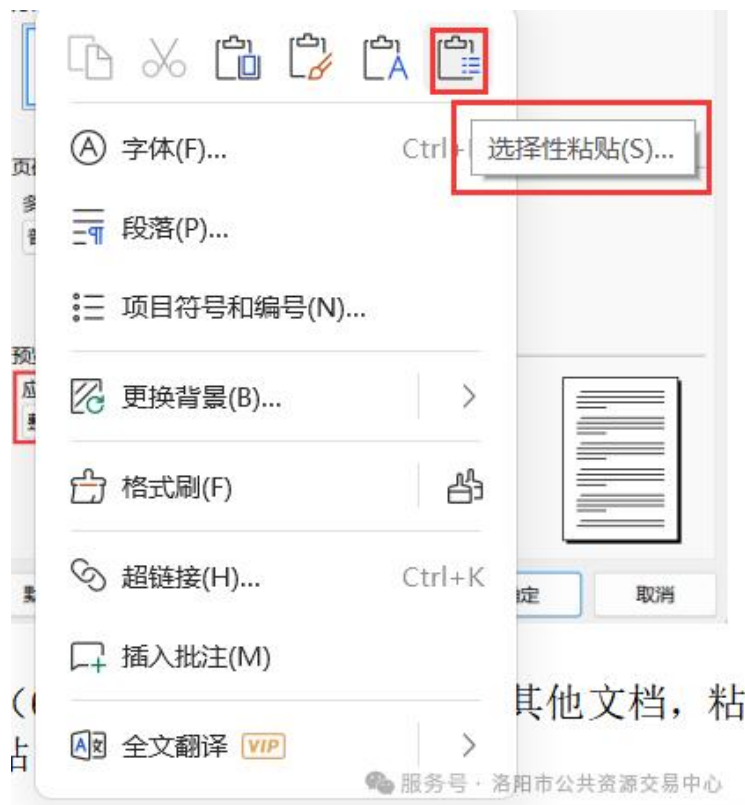 字体(F)...
Ctrl+
选择性粘贴(S)...
段落(P)...
项目符号和编号(N)...
更换背景(B)...
格式刷(F)
超链接(H)...
Ctrl+K
定
取消
插入批注(M)
其他文档，粘
全文翻译
VIP
服务号 · 洛阳市公共资源交易中心